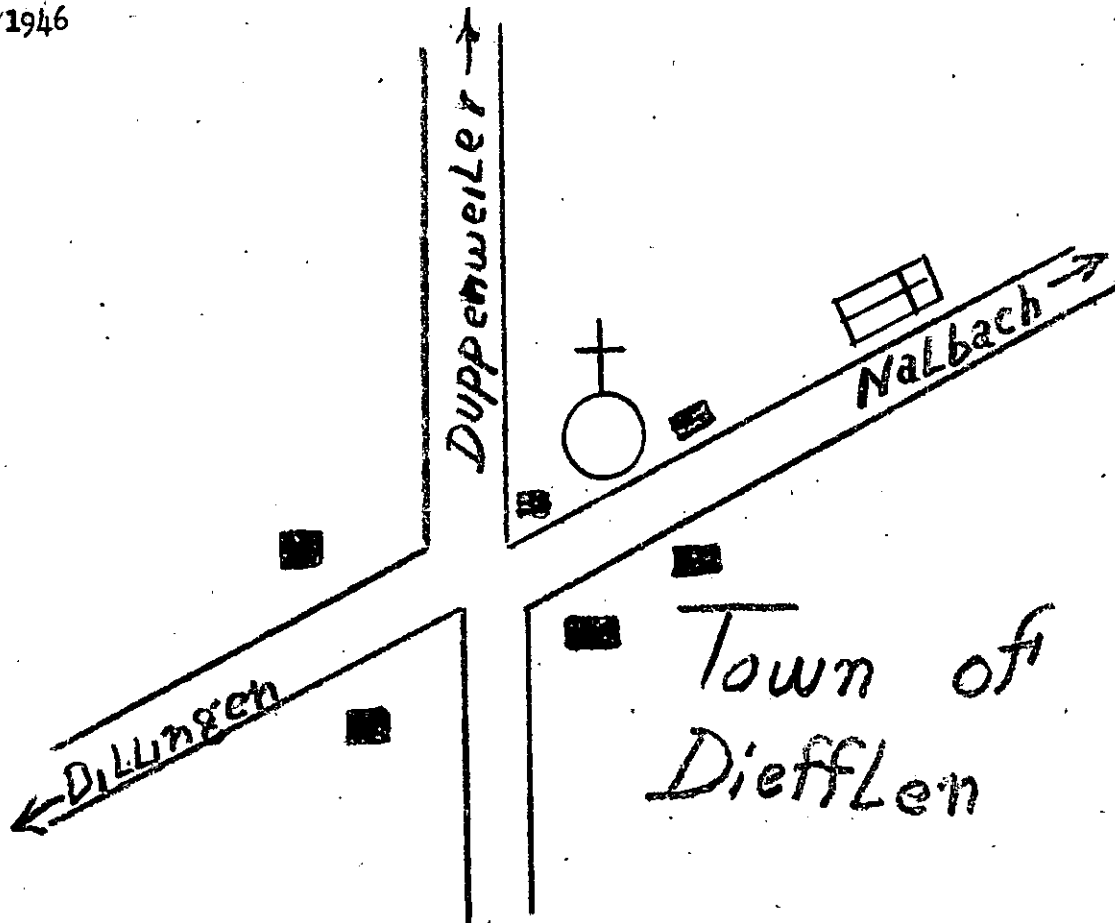 /1946
Duppenweiler
Nalbach
Dillingen
Town of
Diefflen